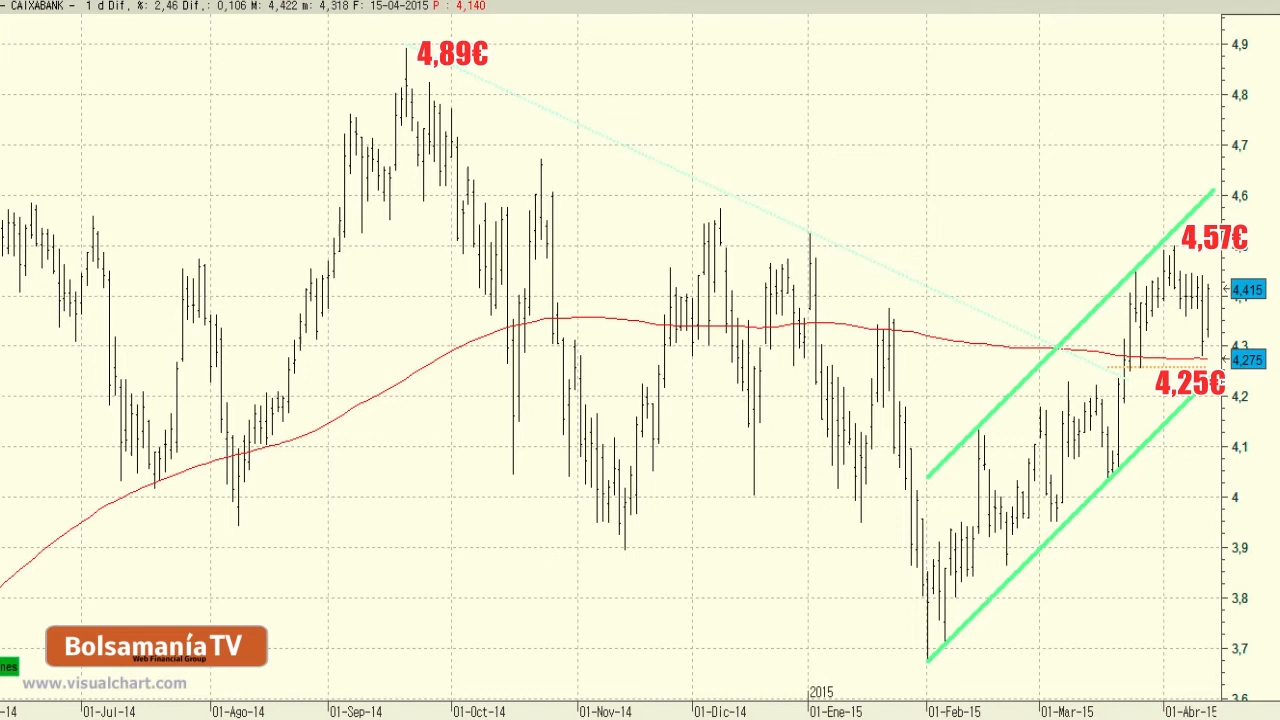 - CAIXABANK - 1 d Dif. %: 2,46 Dif.: 0,106 M: 4,422 m: 4,318 F: 15-04-2015 P : 4,140
4,89€
4,9
4,8
4,7
4,6
4,57€
4,415
4,3
4,275
4,25€
4,2
4,1
4
3,9
3,8
3,7
3,6
Bolsamanía TV
Web Financial Group
nes
www.visualchart.com
2015
-14
01-Jul-14
01-Ago-14
01-Sep-14
01-Oct-14
01-Nov-14
01-Dic-14
01-Ene-15
01-Feb-15
01-Mar-15
01-Abr-15